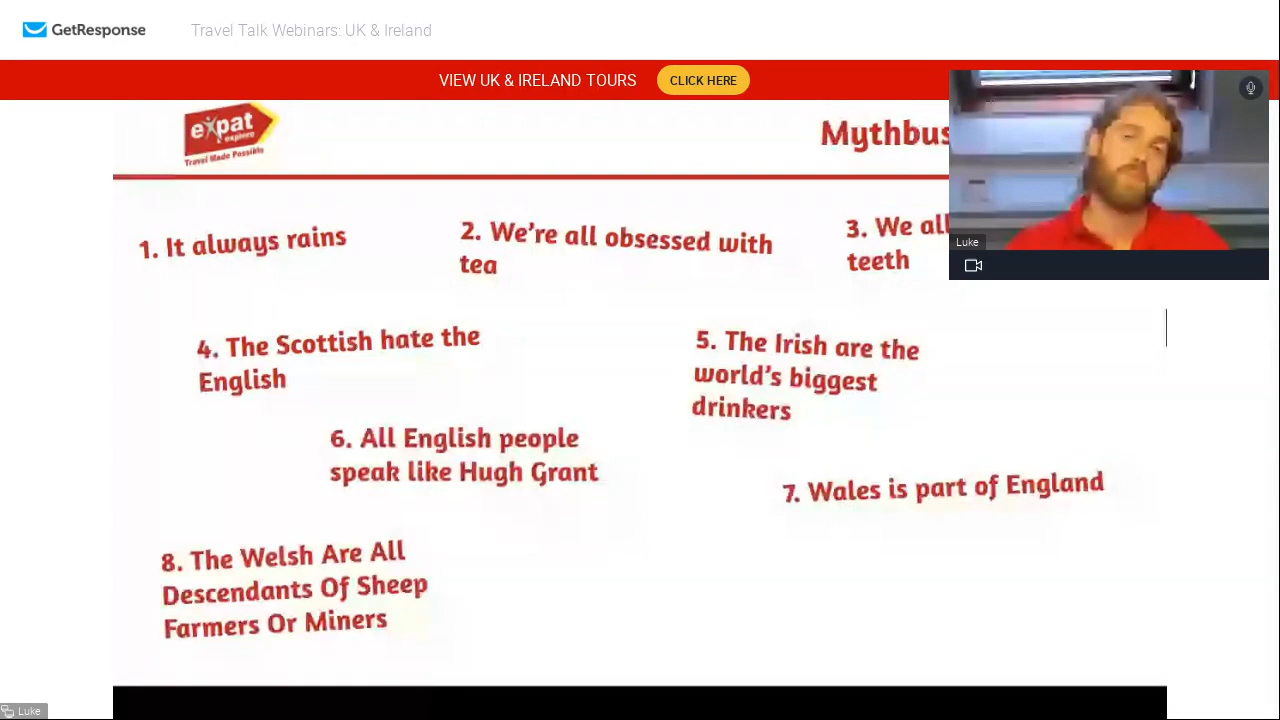 GetResponse
Travel Talk Webinars: UK & Ireland
VIEW UK & IRELAND TOURS
CLICK HERE
expat
explore
Travel Made Possible
Mythbus
1. It always rains
2. We're all obsessed with
tea
3. We all
teeth
Luke
4. The Scottish hate the
English
5. The Irish are the
world's biggest
drinkers
6. All English people
speak like Hugh Grant
7. Wales is part of England
8. The Welsh Are All
Descendants Of Sheep
Farmers Or Miners
Luke